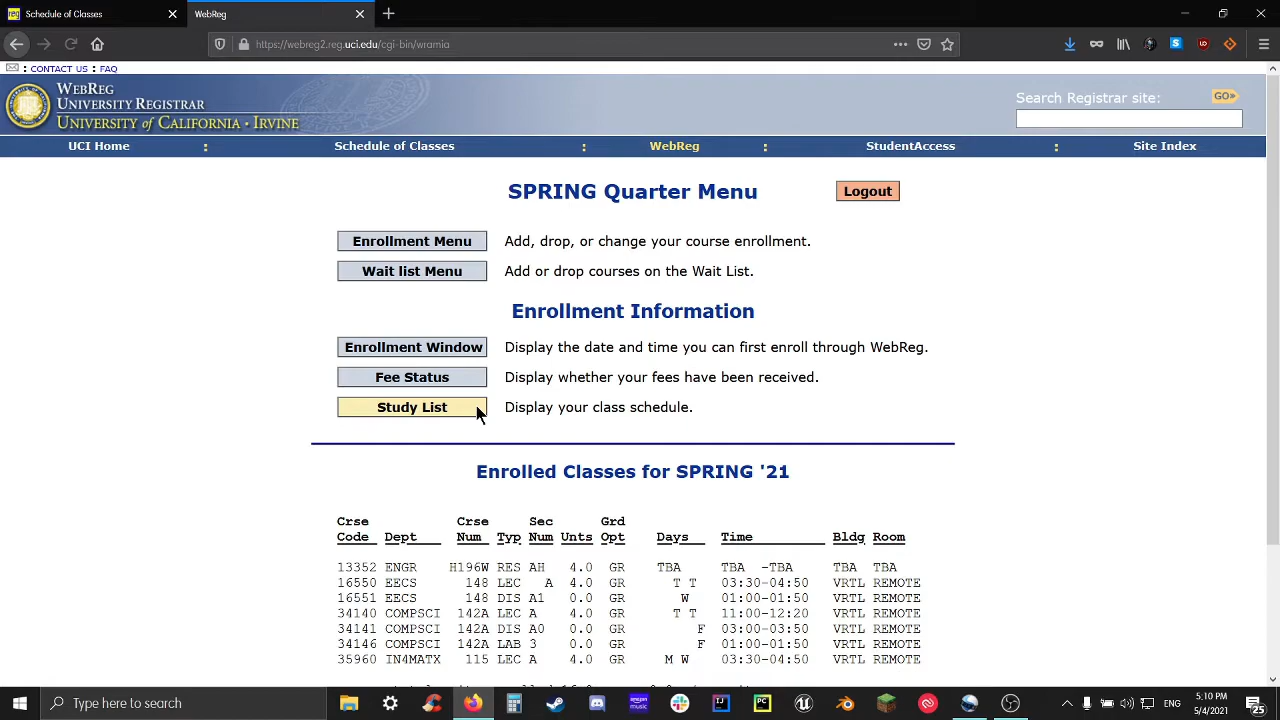 Schedule of Classes
WebReg
https://webreg2.reg.uci.edu/cgi-bin/wramia
: CONTACT US : FAQ
WEBREG
UNIVERSITY REGISTRAR
UNIVERSITY of CALIFORNIA • IRVINE
Search Registrar site:
GO
UCI Home : Schedule of Classes : WebReg : StudentAccess : Site Index
SPRING Quarter Menu
Logout
Enrollment Menu Add, drop, or change your course enrollment.
Wait list Menu Add or drop courses on the Wait List.
Enrollment Information
Enrollment Window Display the date and time you can first enroll through WebReg.
Fee Status Display whether your fees have been received.
Study List Display your class schedule.
Enrolled Classes for SPRING '21
Crse Crse Sec Grd
Code Dept Num Typ Num Unts Opt Days Time Bldg Room
13352 ENGR H196W RES AH 4.0 GR TBA TBA -TBA TBA TBA
16550 EECS 148 LEC A 4.0 GR T T 03:30-04:50 VRTL REMOTE
16551 EECS 148 DIS A1 0.0 GR W 01:00-01:50 VRTL REMOTE
34140 COMPSCI 142A LEC A 4.0 GR T T 11:00-12:20 VRTL REMOTE
34141 COMPSCI 142A DIS A0 0.0 GR F 03:00-03:50 VRTL REMOTE
34146 COMPSCI 142A LAB 3 0.0 GR F 01:00-01:50 VRTL REMOTE
35960 IN4MATX 115 LEC A 4.0 GR M W 03:30-04:50 VRTL REMOTE
Type here to search
ENG
5:10 PM
5/4/2021
25